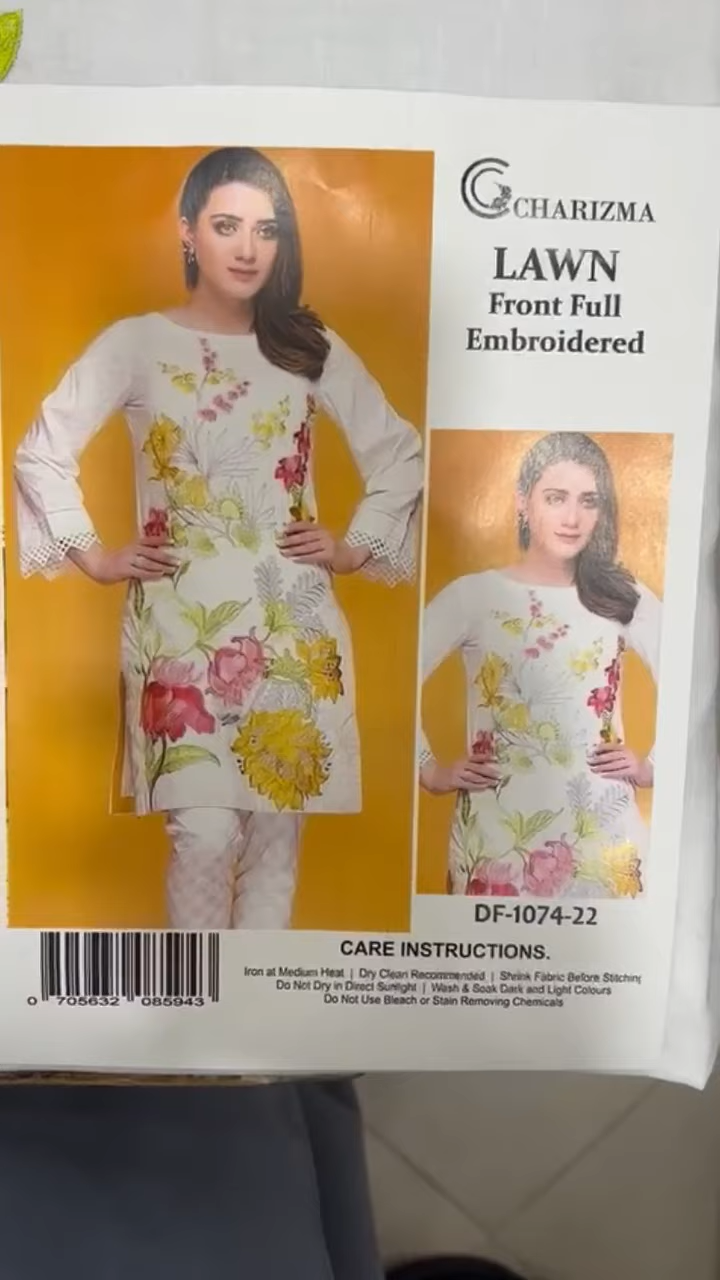 CHARIZMA
LAWN
Front Full
Embroidered
DF-1074-22
CARE INSTRUCTIONS.
Iron at Medium Heat | Dry Clean Recommended | Shrink Fabric Before Stitching
Do Not Dry in Direct Sunlight | Wash & Soak Dark and Light Colours
Do Not Use Bleach or Stain Removing Chemicals
0 705632 085943